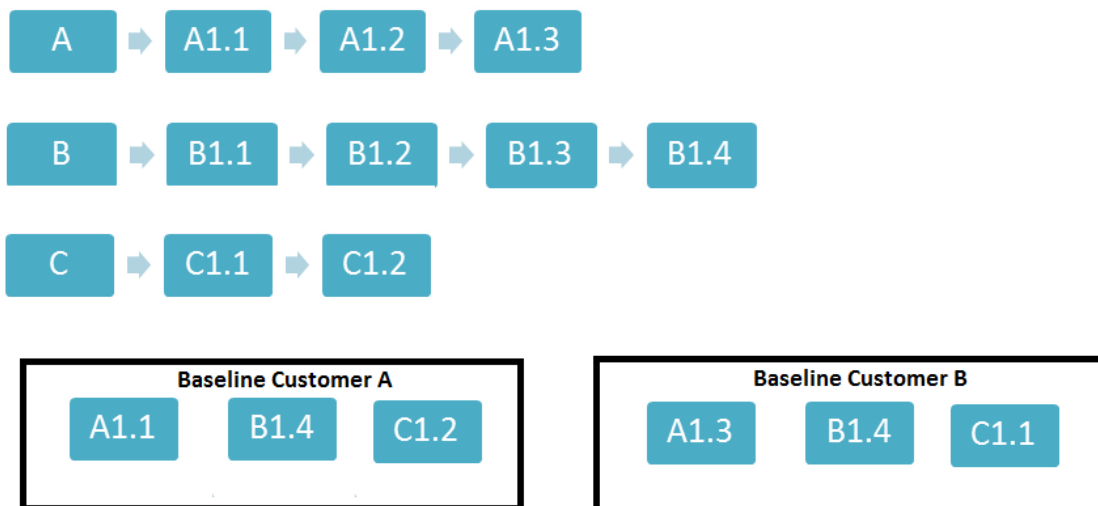 A A1.1 A1.2 A1.3
B B1.1 B1.2 B1.3 B1.4
C C1.1 C1.2
Baseline Customer A
A1.1 B1.4 C1.2
Baseline Customer B
A1.3 B1.4 C1.1